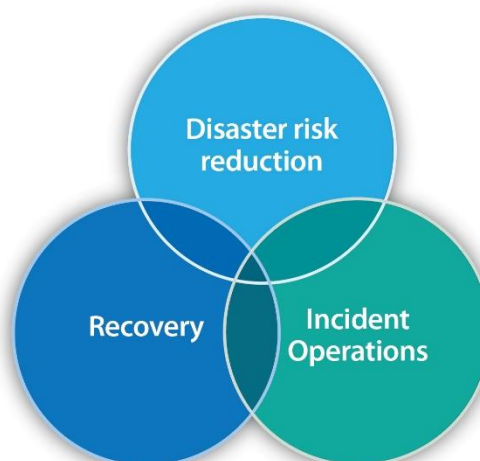 Disaster risk
reduction
Recovery
Incident
Operations